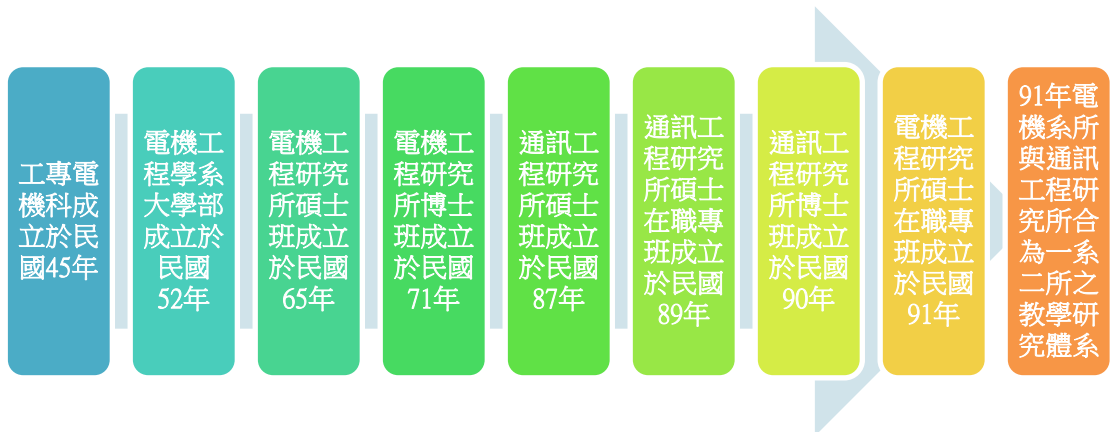 工專電
機科成
立於民
國45年
電機工
程學系
大學部
成立於
民國
52年
電機工
程研究
所碩士
班成立
於民國
65年
電機工
程研究
所博士
班成立
於民國
71年
通訊工
程研究
所碩士
班成立
於民國
87年
通訊工
程研究
所碩士
在職專
班成立
於民國
89年
通訊工
程研究
所博士
班成立
於民國
90年
電機工
程研究
所碩士
在職專
班成立
於民國
91年
91年電
機系所
與通訊
工程研
究所合
為一系
二所之
教學研
究體系